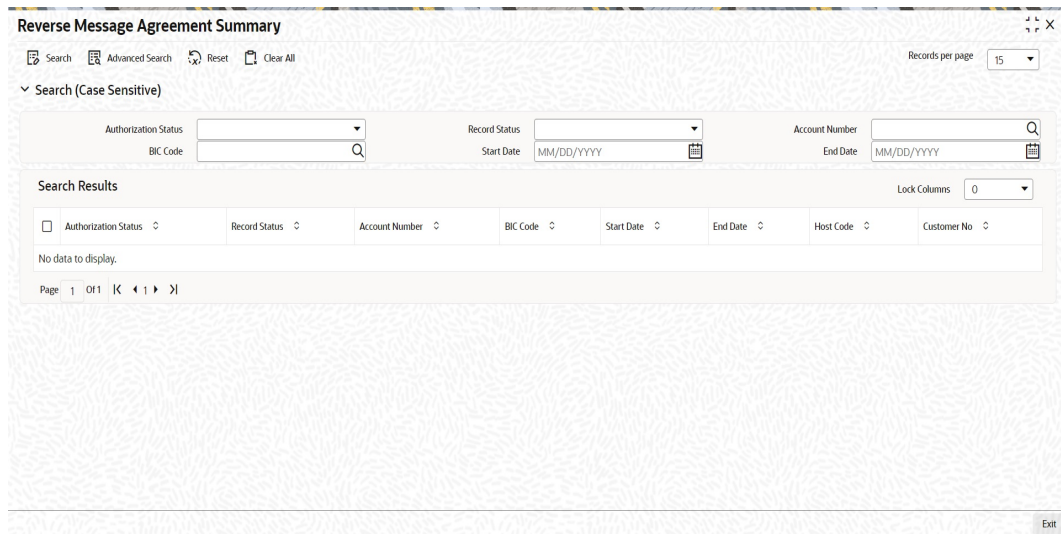 Reverse Message Agreement Summary
Search Advanced Search Reset Clear All Records per page 15
Search (Case Sensitive)
Authorization Status Record Status Account Number
BIC Code Start Date MM/DD/YYYY End Date MM/DD/YYYY
Search Results Lock Columns 0
Authorization Status Record Status Account Number BIC Code Start Date End Date Host Code Customer No
No data to display.
Page 1 Of 1 1
Exit